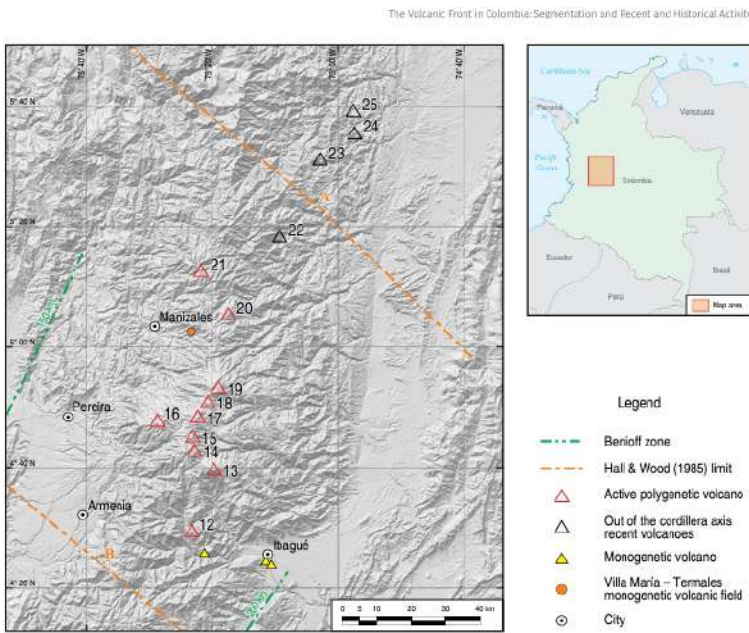 The Volcanic Front in Colombia: Segmentation and Recent and Historical Activit
75° 40'
75° 20'
75° 00'
74° 40'
5° 40' N
25
24
23
A
5° 20' N
22
21
20
Manizales
5° 00' N
19
18
16
17
Pereira
15
14
4° 40' N
13
Armenia
12
Ibagué
B
4° 20' N
0 5 10 20 30 40 km
Caribbean Sea
Panamá
Venezuela
Pacific
Ocean
Colombia
Ecuador
Brasil
Perú
Map area
Legend
Benioff zone
Hall & Wood (1985) limit
Active polygenetic volcano
Out of the cordillera axis
recent volcanoes
Monogenetic volcano
Villa María – Termales
monogenetic volcanic field
City